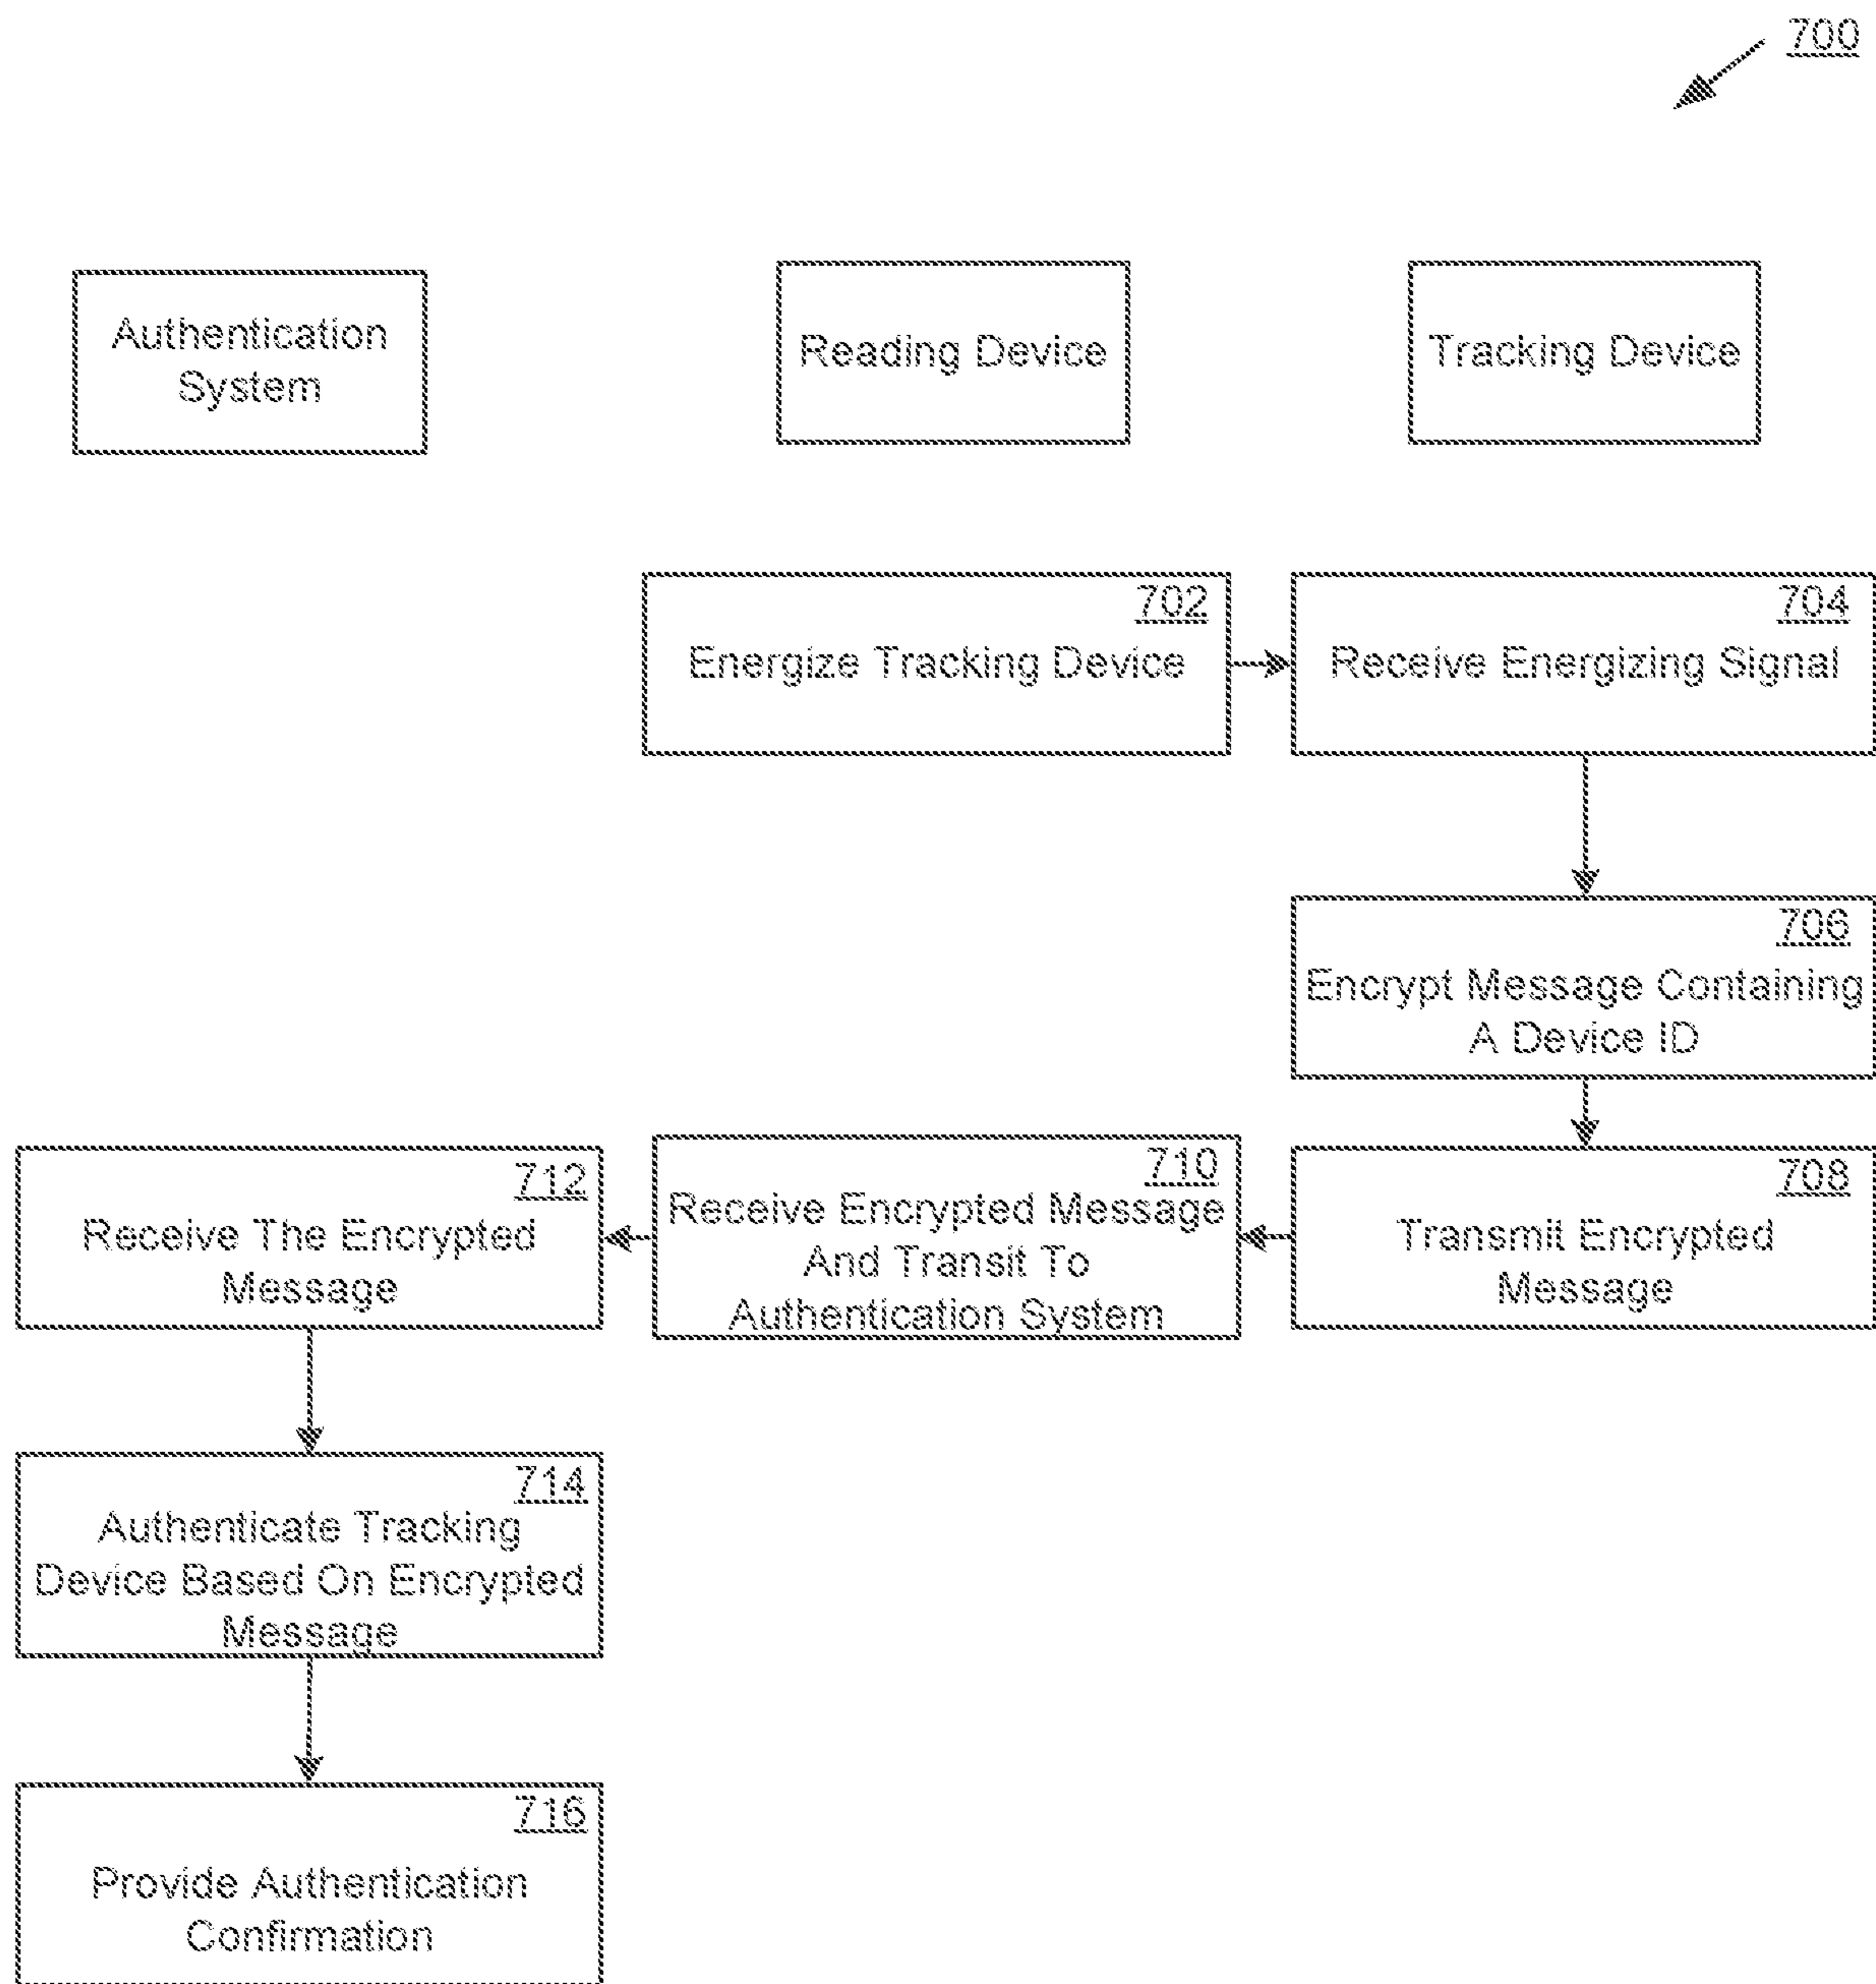 700
Authentication
System
Reading Device
Tracking Device
702
Energize Tracking Device
704
Receive Energizing Signal
706
Encrypt Message Containing
A Device ID
708
Transmit Encrypted
Message
710
Receive Encrypted Message
And Transit To
Authentication System
712
Receive The Encrypted
Message
714
Authenticate Tracking
Device Based On Encrypted
Message
716
Provide Authentication
Confirmation